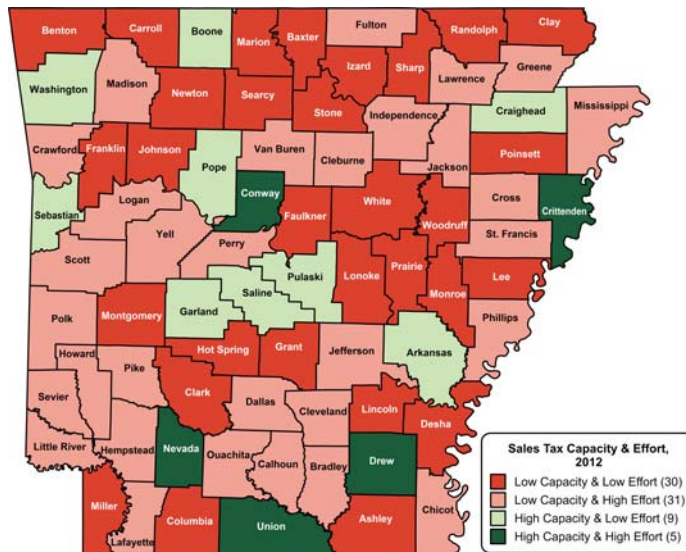 Benton
Carroll
Boone
Marion
Baxter
Fulton
Randolph
Clay
Izard
Sharp
Lawrence
Greene
Washington
Madison
Newton
Searcy
Stone
Independence
Craighead
Mississippi
Crawford
Franklin
Johnson
Pope
Van Buren
Cleburne
Jackson
Poinsett
Sebastian
Logan
Conway
Faulkner
White
Woodruff
Cross
Crittenden
St. Francis
Scott
Yell
Perry
Pulaski
Lonoke
Prairie
Monroe
Lee
Phillips
Polk
Montgomery
Garland
Saline
Hot Spring
Grant
Jefferson
Arkansas
Howard
Pike
Clark
Dallas
Cleveland
Lincoln
Desha
Sevier
Little River
Hempstead
Nevada
Ouachita
Calhoun
Bradley
Drew
Chicot
Miller
Lafayette
Columbia
Union
Ashley
Sales Tax Capacity & Effort,
2012
Low Capacity & Low Effort (30)
Low Capacity & High Effort (31)
High Capacity & Low Effort (9)
High Capacity & High Effort (5)